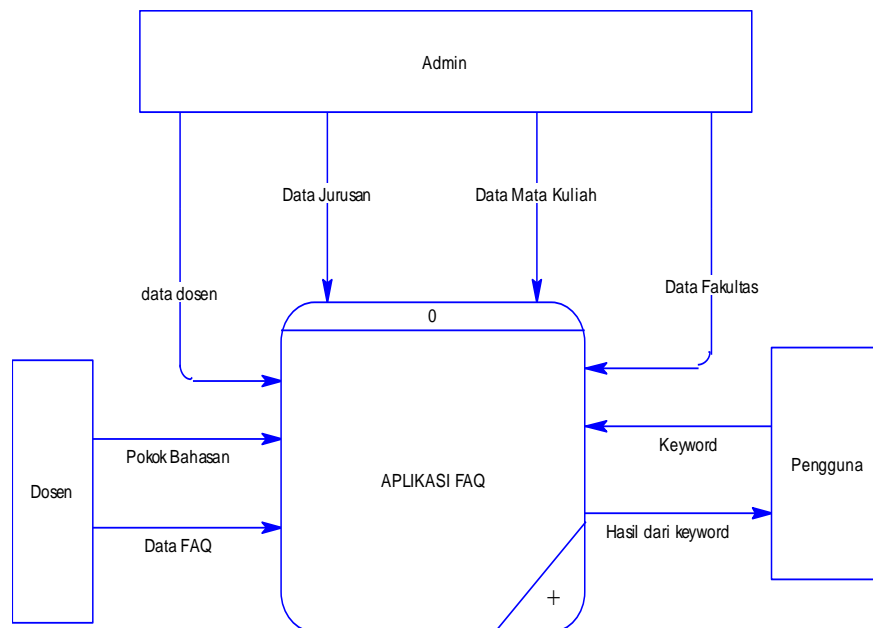 Admin
Data Jurusan
Data Mata Kuliah
data dosen
Data Fakultas
0
Pokok Bahasan
Keyword
Dosen
APLIKASI FAQ
Pengguna
Data FAQ
Hasil dari keyword
+